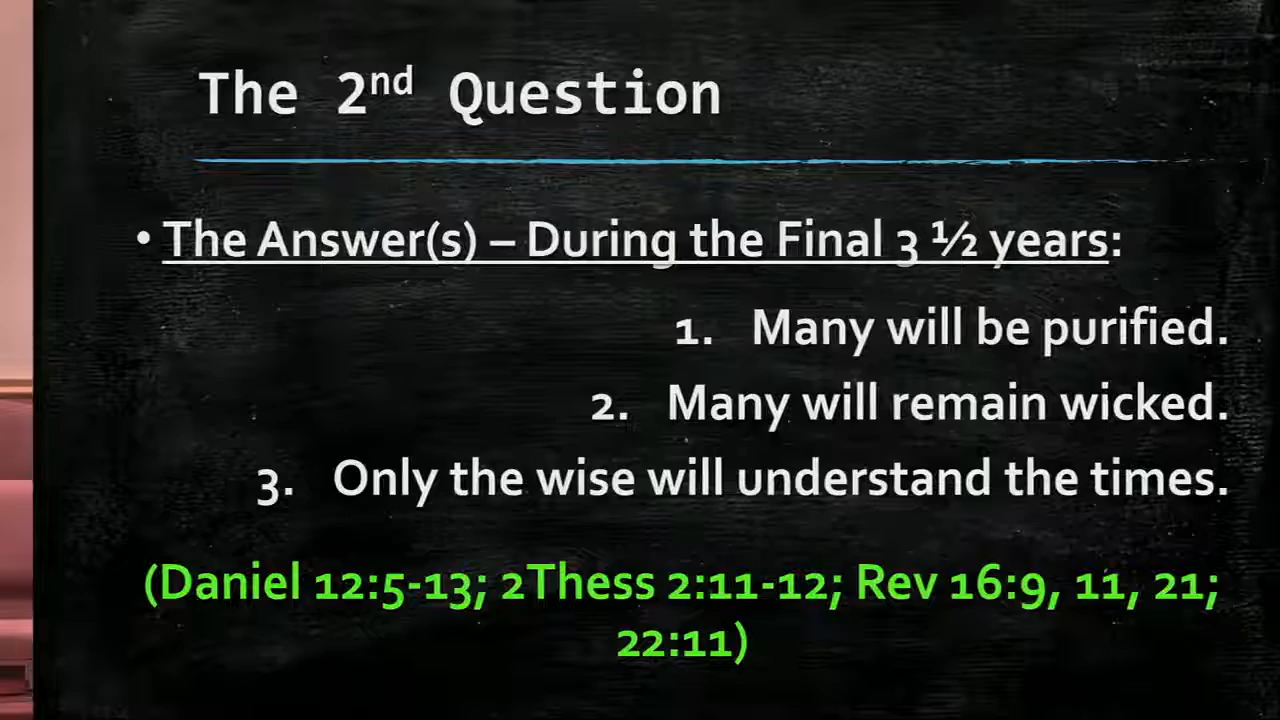 The 2nd Question
• The Answer(s) – During the Final 3 ½ years:
1. Many will be purified.
2. Many will remain wicked.
3. Only the wise will understand the times.
(Daniel 12:5-13; 2Thess 2:11-12; Rev 16:9, 11, 21;
22:11)